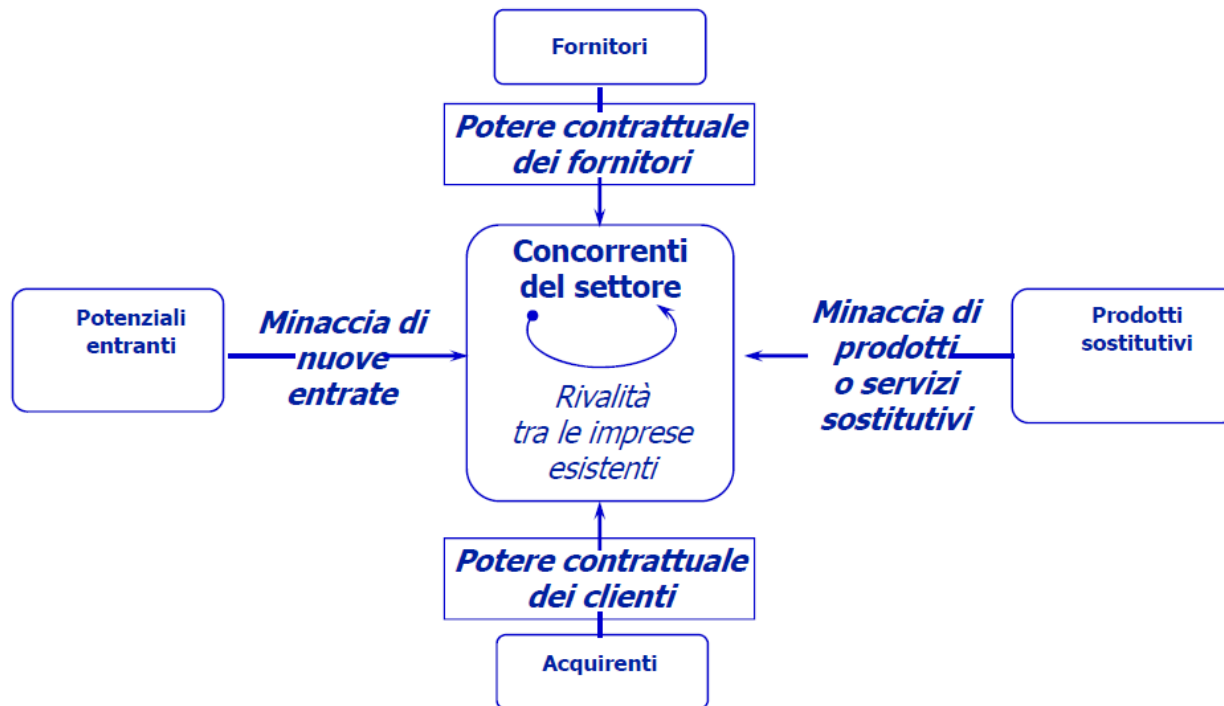 Fornitori
Potere contrattuale
dei fornitori
Concorrenti
del settore
Potenziali
entranti
Minaccia di
nuove
entrate
Rivalità
tra le imprese
esistenti
Minaccia di
prodotti
o servizi
sostitutivi
Prodotti
sostitutivi
Potere contrattuale
dei clienti
Acquirenti